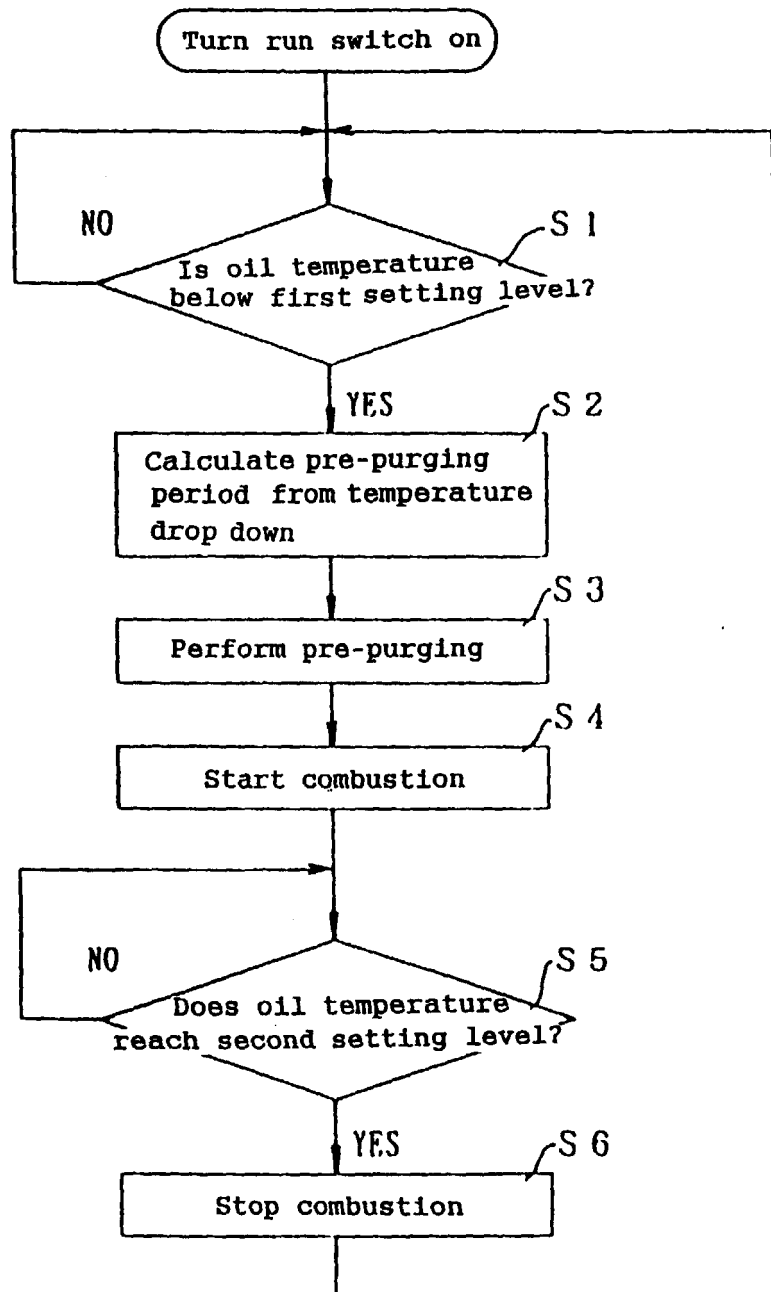 Turn run switch on
NO
S 1
Is oil temperature
below first setting level?
YES
S 2
Calculate pre-purging
period from temperature
drop down
S 3
Perform pre-purging
S 4
Start combustion
NO
S 5
Does oil temperature
reach second setting level?
YES
S 6
Stop combustion